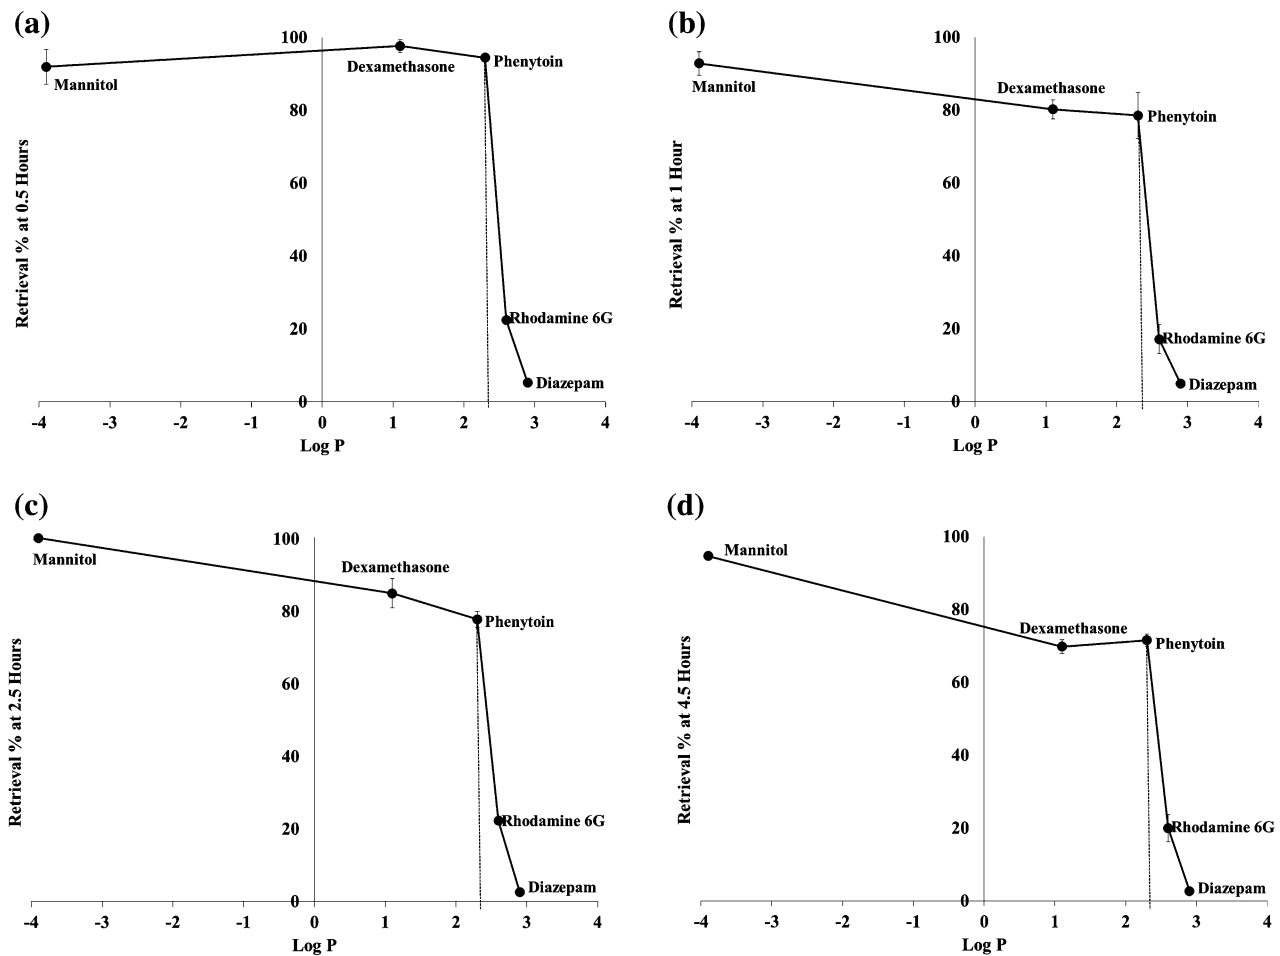 (a)
100
80
60
40
20
0
Mannitol
Dexamethasone
Phenytoin
Rhodamine 6G
Diazepam
-4 -3 -2 -1 0 1 2 3 4
Log P
Retrieval % at 0.5 Hours
(b)
100
80
60
40
20
0
Mannitol
Dexamethasone
Phenytoin
Rhodamine 6G
Diazepam
-4 -3 -2 -1 0 1 2 3 4
Log P
Retrieval % at 1 Hour
(c)
100
80
60
40
20
0
Mannitol
Dexamethasone
Phenytoin
Rhodamine 6G
Diazepam
-4 -3 -2 -1 0 1 2 3 4
Log P
Retrieval % at 2.5 Hours
(d)
100
80
60
40
20
0
Mannitol
Dexamethasone
Phenytoin
Rhodamine 6G
Diazepam
-4 -3 -2 -1 0 1 2 3 4
Log P
Retrieval % at 4.5 Hours